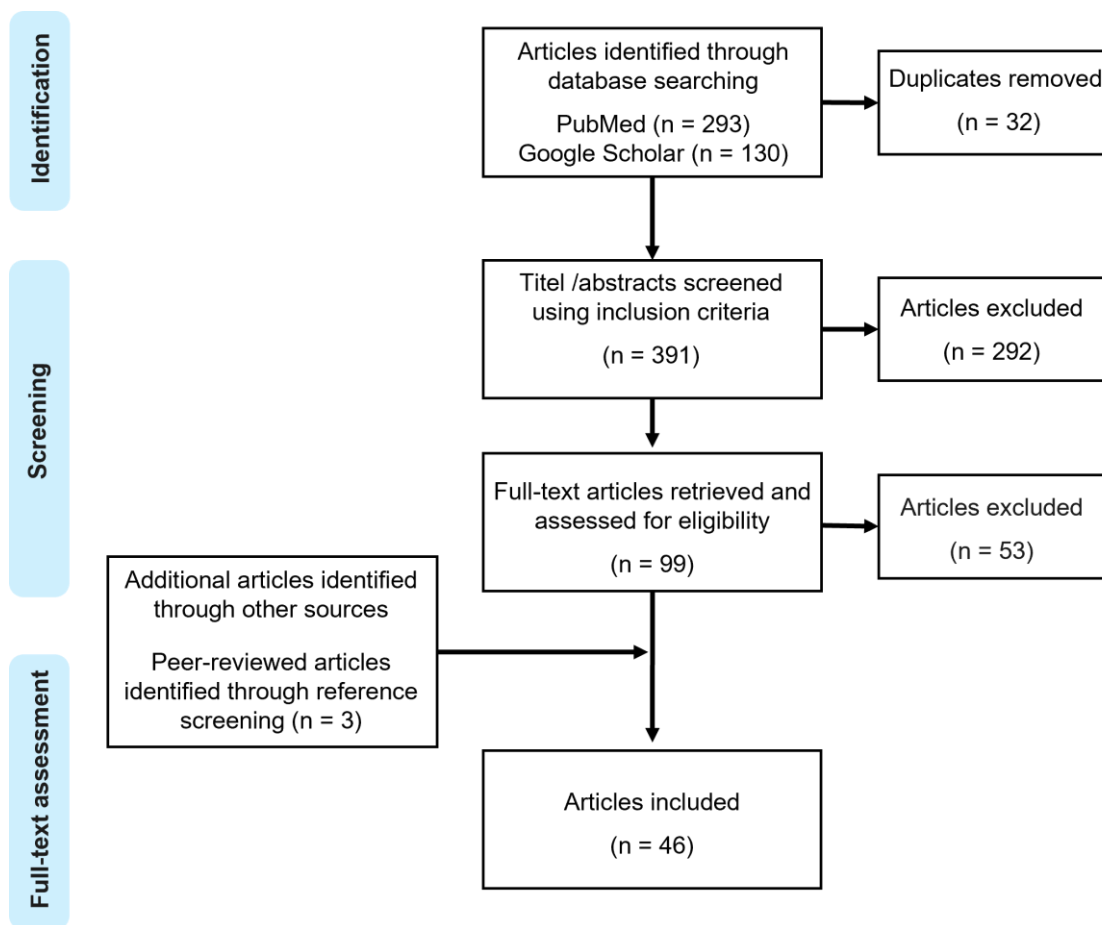 Identification
Articles identified through
database searching
PubMed (n = 293)
Google Scholar (n = 130)
Duplicates removed
(n = 32)
Screening
Titel /abstracts screened
using inclusion criteria
(n = 391)
Articles excluded
(n = 292)
Full-text articles retrieved and
assessed for eligibility
(n = 99)
Articles excluded
(n = 53)
Additional articles identified
through other sources
Peer-reviewed articles
identified through reference
screening (n = 3)
Full-text assessment
Articles included
(n = 46)